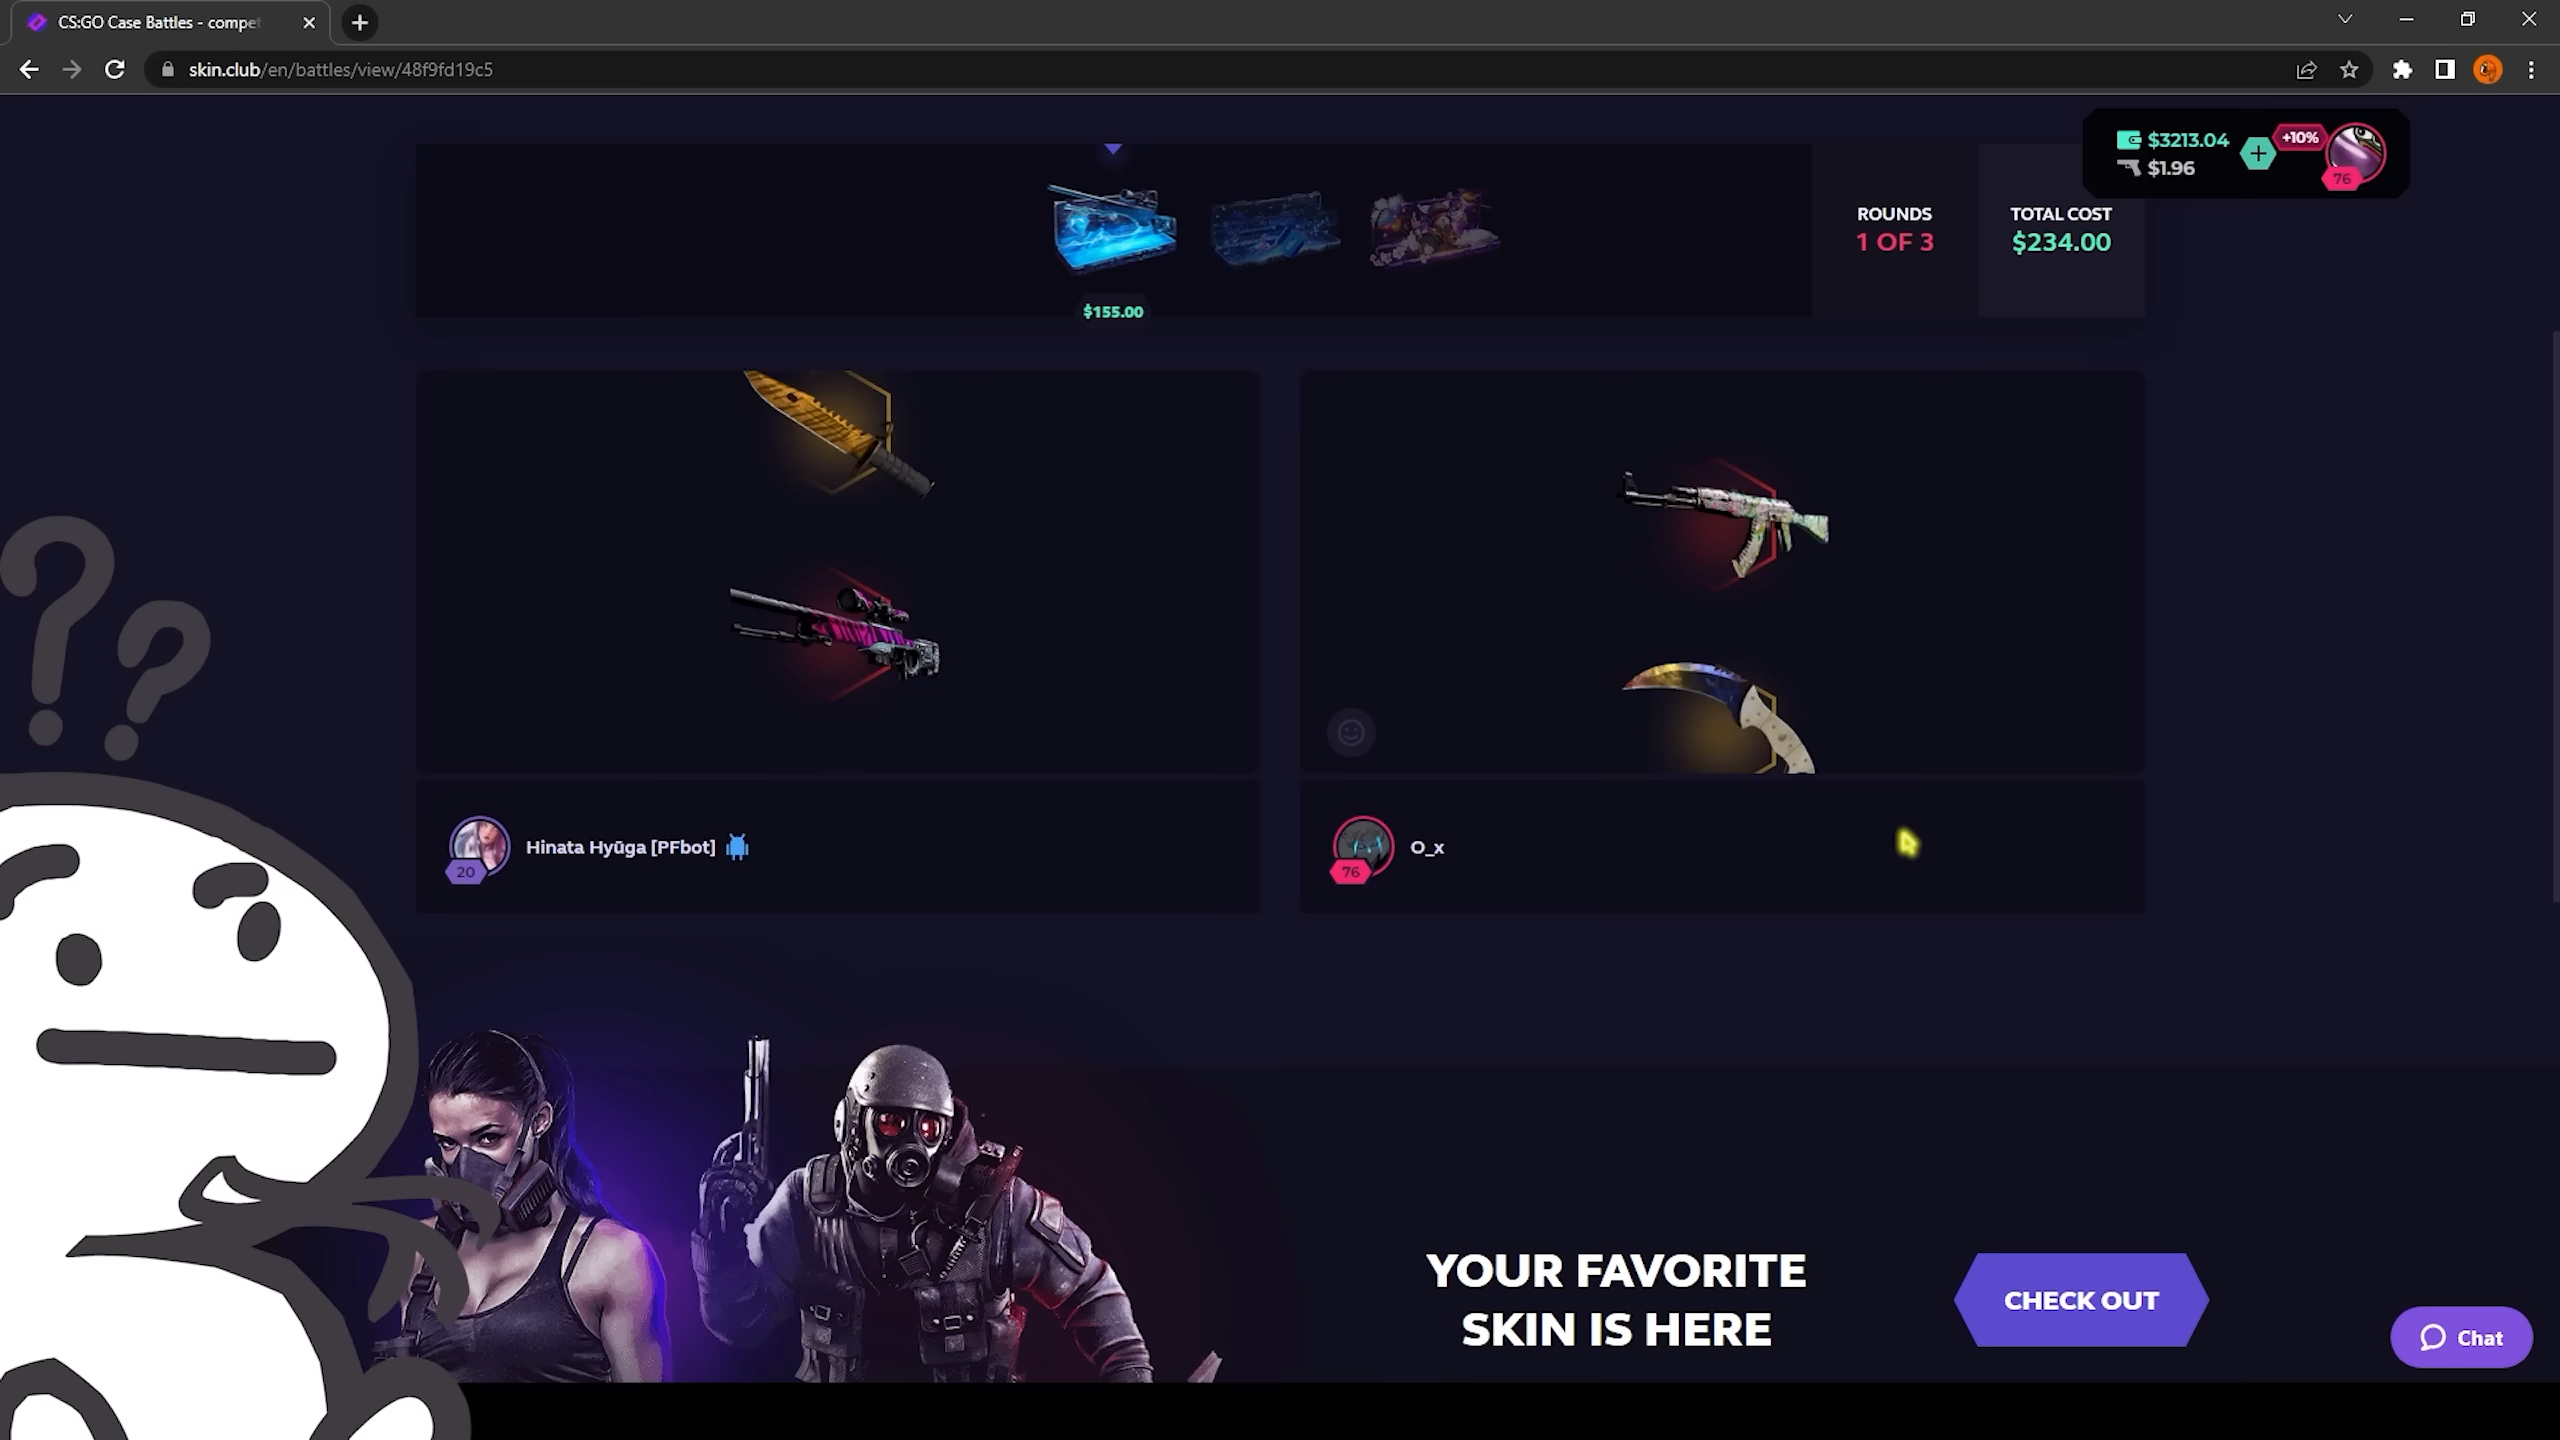 CS:GO Case Battles - compet
skin.club/en/battles/view/48f9fd19c5
$3213.04
+10%
$1.96
76
ROUNDS
1 OF 3
TOTAL COST
$234.00
$155.00
??
Hinata Hyūga [PFbot]
20
O_x
76
YOUR FAVORITE
SKIN IS HERE
CHECK OUT
Chat